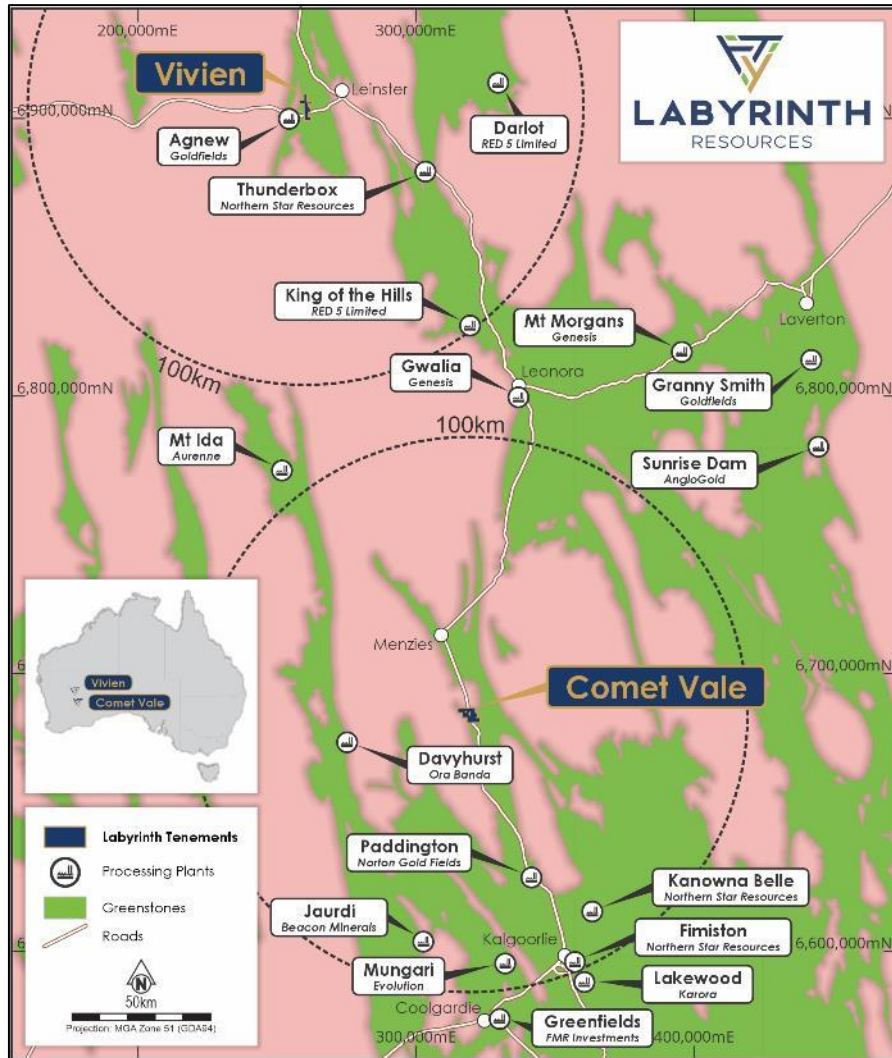 200,000mE
300,000mE
Vivien
Leinster
6,900,000mN
6,900,000mN
Agnew
Goldfields
Darlot
RED 5 Limited
LABYRINTH
RESOURCES
Thunderbox
Northern Star Resources
King of the Hills
RED 5 Limited
Mt Morgans
Genesis
Laverton
100km
Gwalia
Genesis
Leonora
Granny Smith
Goldfields
6,800,000mN
6,800,000mN
100km
Mt Ida
Aurenne
Sunrise Dam
AngloGold
Menzies
6,700,000mN
Vivien
Comet Vale
Comet Vale
Davyhurst
Ora Banda
Labyrinth Tenements
Processing Plants
Greenstones
Roads
N
50km
Projection: MGA Zone 51 (GDA94)
Paddington
Norton Gold Fields
Kanowna Belle
Northern Star Resources
Jaurdi
Beacon Minerals
Kalgoorlie
Fimiston
Northern Star Resources
6,600,000mN
Mungari
Evolution
Lakewood
Karora
Coolgardie
Greenfields
FMR Investments
300,000mE
400,000mE